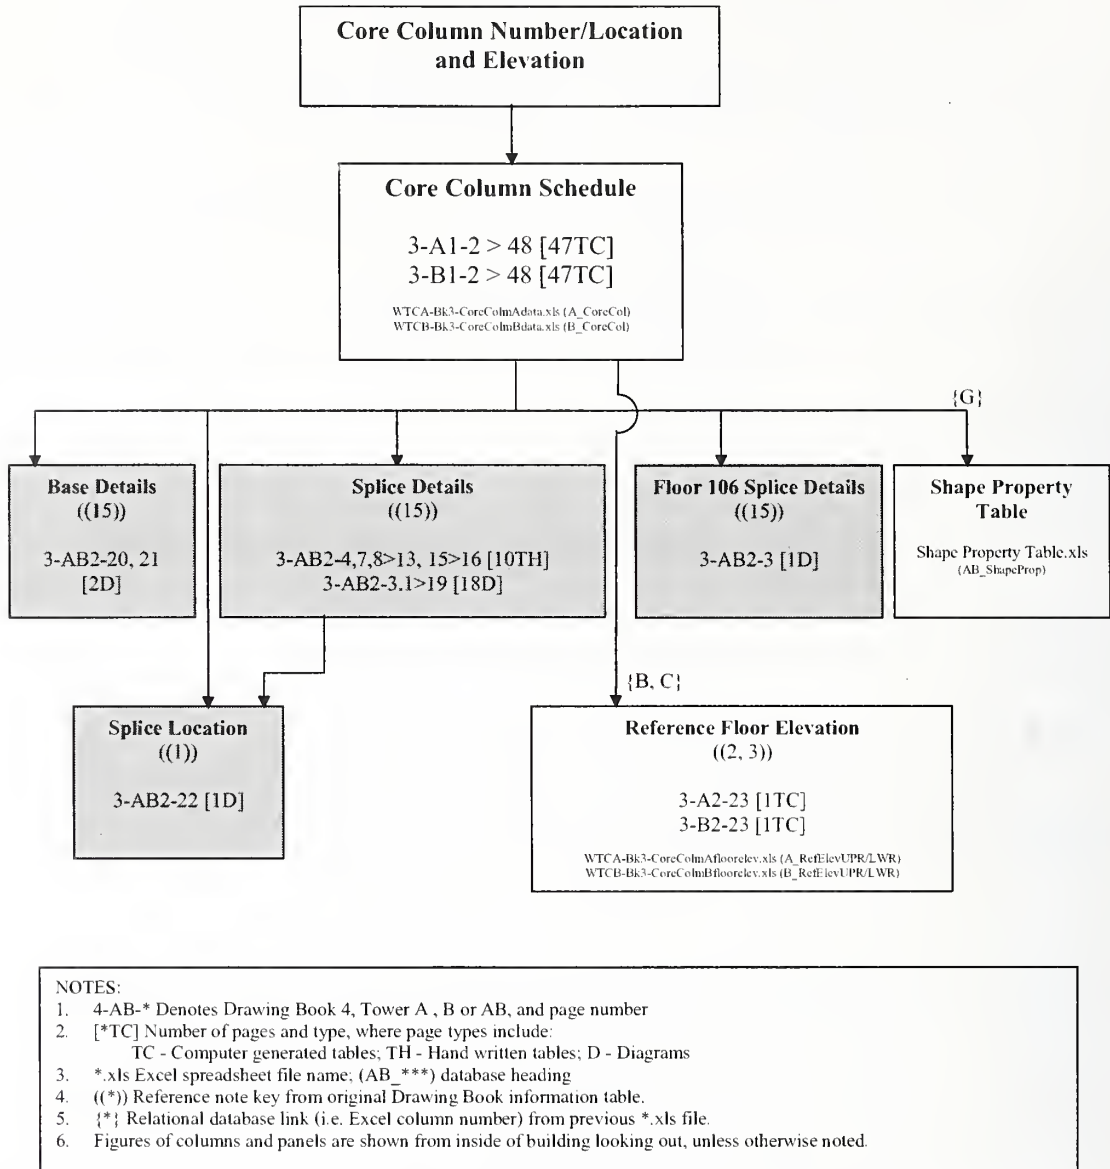 Core Column Number/Location
and Elevation
Core Column Schedule
3-A1-2 > 48 [47TC]
3-B1-2 > 48 [47TC]
WTCA-Bk3-CoreColmAdata.xls (A_CoreCol)
WTCB-Bk3-CoreColmBdata.xls (B_CoreCol)
{G}
Base Details
((15))
3-AB2-20, 21
[2D]
Splice Details
((15))
3-AB2-4,7,8>13, 15>16 [10TH]
3-AB2-3.1>19 [18D]
Floor 106 Splice Details
((15))
3-AB2-3 [1D]
Shape Property
Table
Shape Property Table.xls
(AB_ShapeProp)
{B, C}
Splice Location
((1))
3-AB2-22 [1D]
Reference Floor Elevation
((2, 3))
3-A2-23 [1TC]
3-B2-23 [1TC]
WTCA-Bk3-CoreColmAfloorelev.xls (A_RefElevUPR/LWR)
WTCB-Bk3-CoreColmBfloorelev.xls (B_RefElevUPR/LWR)
NOTES:
1. 4-AB-* Denotes Drawing Book 4, Tower A , B or AB, and page number
2. [*TC] Number of pages and type, where page types include:
TC - Computer generated tables; TH - Hand written tables; D - Diagrams
3. *.xls Excel spreadsheet file name; (AB_***) database heading
4. ((*)) Reference note key from original Drawing Book information table.
5. {*} Relational database link (i.e. Excel column number) from previous *.xls file.
6. Figures of columns and panels are shown from inside of building looking out, unless otherwise noted.